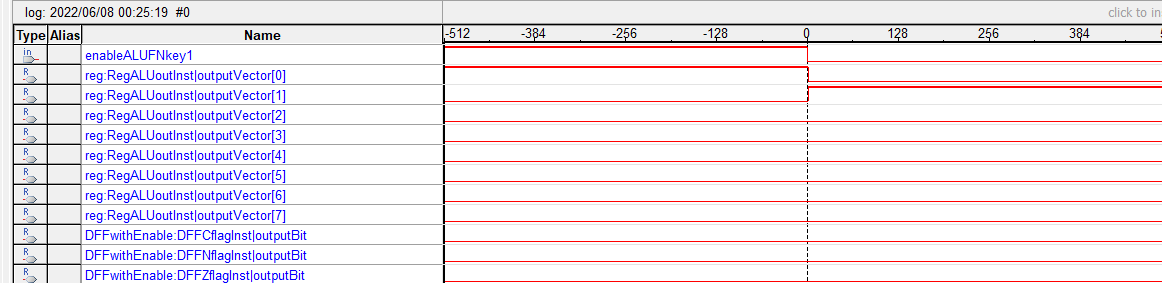 log: 2022/06/08 00:25:19 #0 click to in
Type Alias Name -512 -384 -256 -128 0 128 256 384 5
in enableALUFNkey1
R reg:RegALUoutInst|outputVector[0]
R reg:RegALUoutInst|outputVector[1]
R reg:RegALUoutInst|outputVector[2]
R reg:RegALUoutInst|outputVector[3]
R reg:RegALUoutInst|outputVector[4]
R reg:RegALUoutInst|outputVector[5]
R reg:RegALUoutInst|outputVector[6]
R reg:RegALUoutInst|outputVector[7]
R DFFwithEnable:DFFCflagInst|outputBit
R DFFwithEnable:DFFNflagInst|outputBit
R DFFwithEnable:DFFZflagInst|outputBit